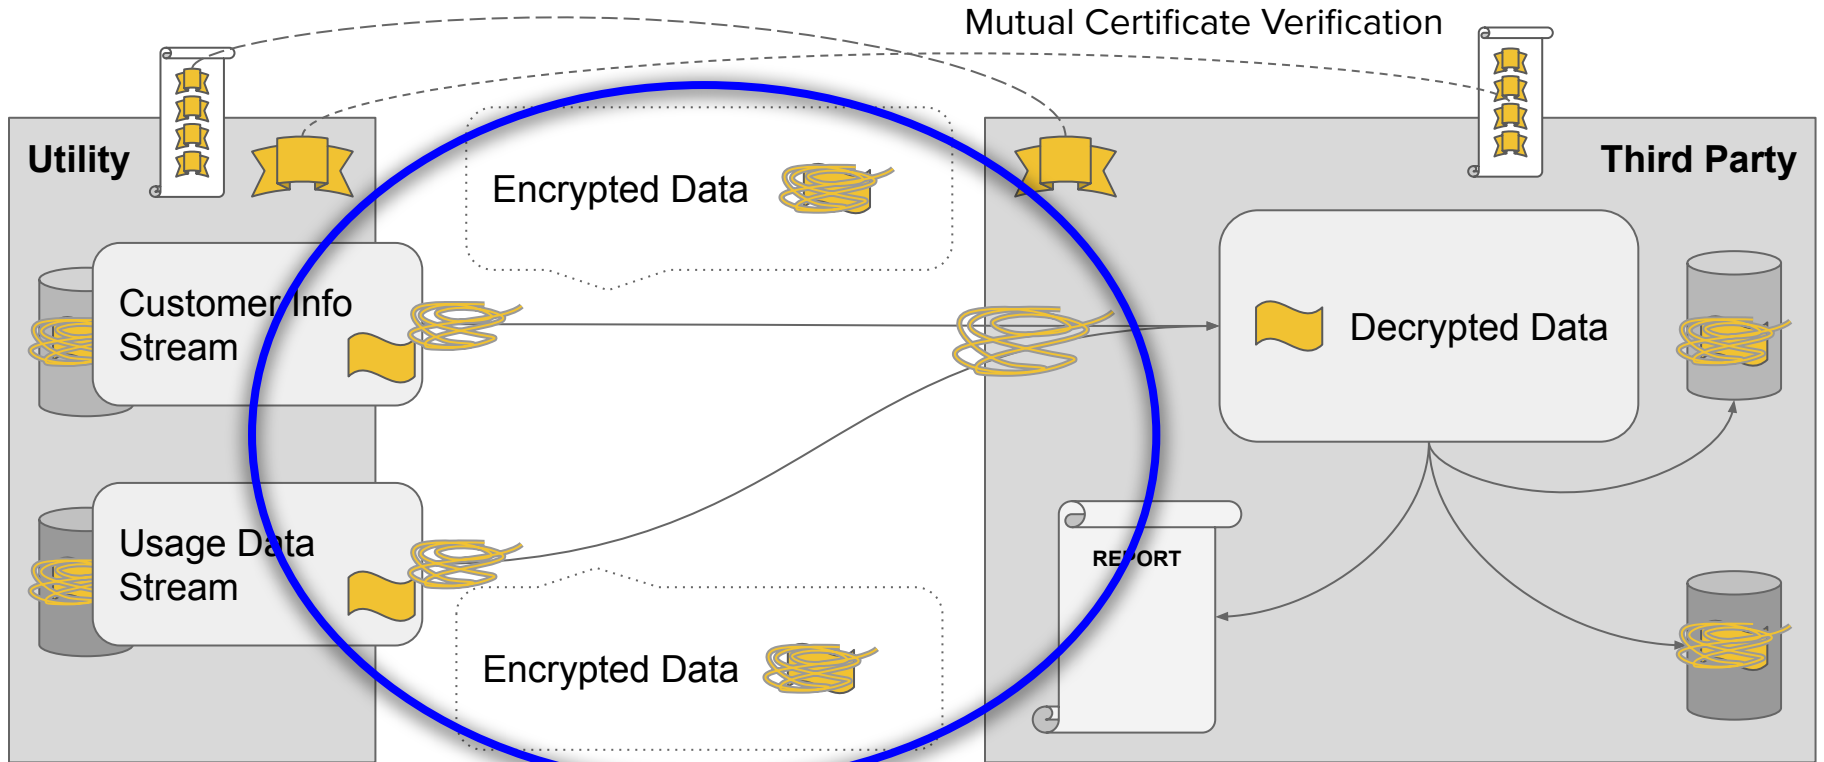 Mutual Certificate Verification
Utility
Third Party
Encrypted Data
Customer Info
Stream
Decrypted Data
Usage Data
Stream
REPORT
Encrypted Data